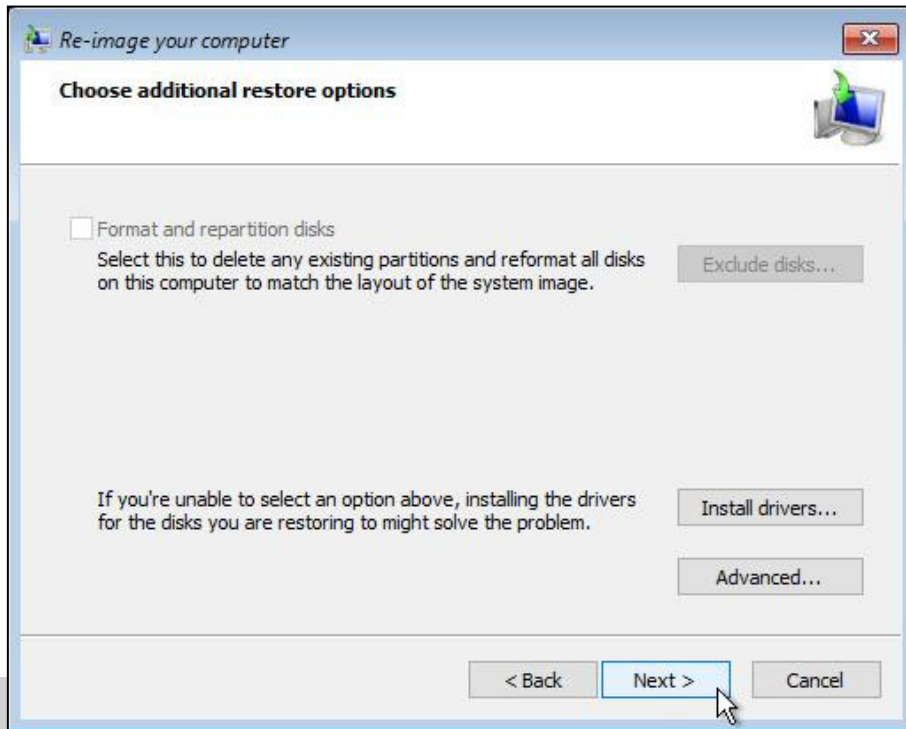 Re-image your computer
Choose additional restore options
Format and repartition disks
Select this to delete any existing partitions and reformat all disks
on this computer to match the layout of the system image.
Exclude disks...
If you're unable to select an option above, installing the drivers
for the disks you are restoring to might solve the problem.
Install drivers...
Advanced...
< Back
Next >
Cancel